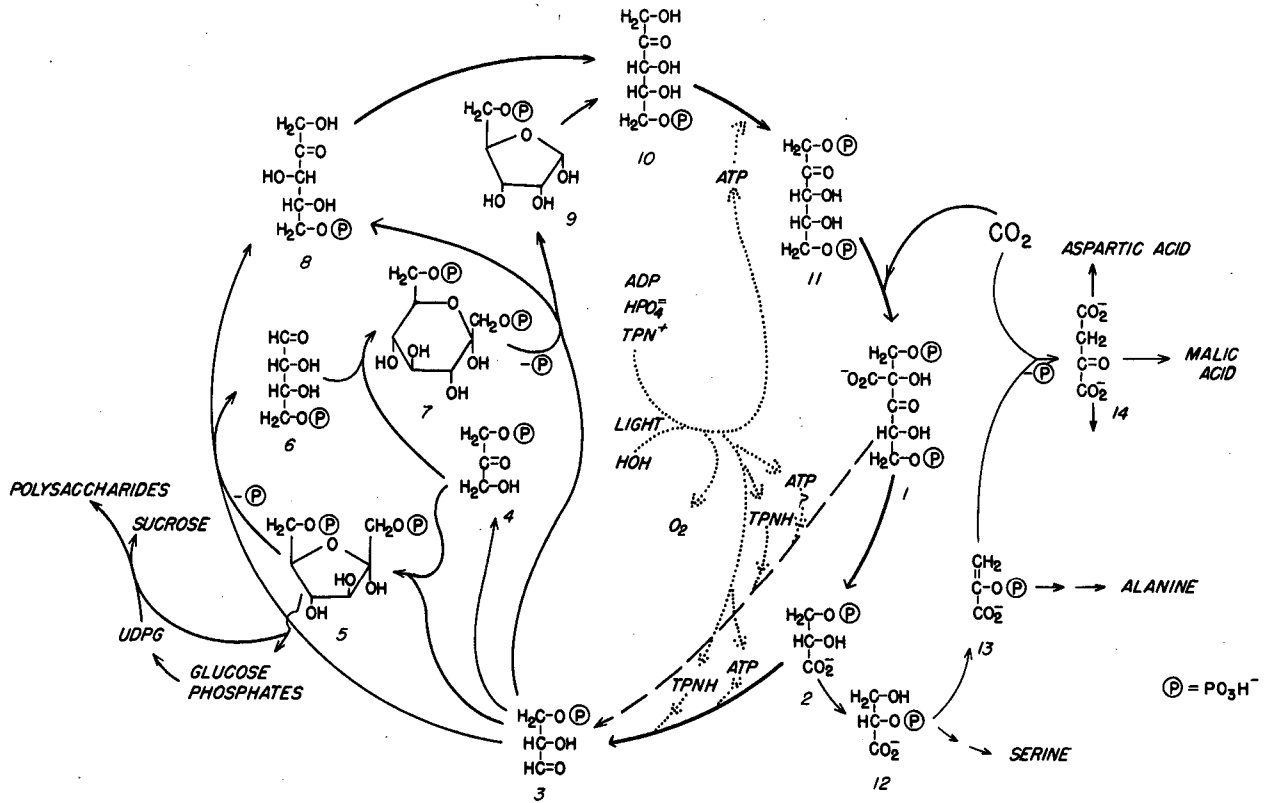 H₂C-OH
C=O
HC-OH
HC-OH
H₂C-O Ⓟ
10
H₂C-OH
C=O
HO-CH
HC-OH
H₂C-O Ⓟ
8
H₂C-O Ⓟ
O
OH
HO
OH
9
H₂C-O Ⓟ
C=O
HC-OH
HC-OH
H₂C-O Ⓟ
11
ATP
CO₂
ADP
HPO₄⁼
TPN⁺
LIGHT
HOH
O₂
ATP
TPNH
TPNH
ATP
HC=O
HC-OH
HC-OH
H₂C-O Ⓟ
6
H₂C-O Ⓟ
O
CH₂O Ⓟ
OH
HO
OH
OH
7
-Ⓟ
H₂C-O Ⓟ
C=O
H₂C-OH
4
H₂C-O Ⓟ
⁻O₂C-C-OH
C=O
HC-OH
H₂C-O Ⓟ
1
ASPARTIC ACID
CO₂⁻
CH₂
C=O
CO₂⁻
14
-Ⓟ
MALIC
ACID
POLYSACCHARIDES
SUCROSE
UDPG
GLUCOSE
PHOSPHATES
-Ⓟ
H₂C-O Ⓟ
CH₂O Ⓟ
O
HO
OH
OH
5
H₂C-O Ⓟ
HC-OH
CO₂⁻
2
CH₂
C-O Ⓟ
CO₂⁻
13
ALANINE
H₂C-O Ⓟ
HC-OH
HC=O
3
H₂C-OH
HC-O Ⓟ
CO₂⁻
12
SERINE
Ⓟ = PO₃H⁻